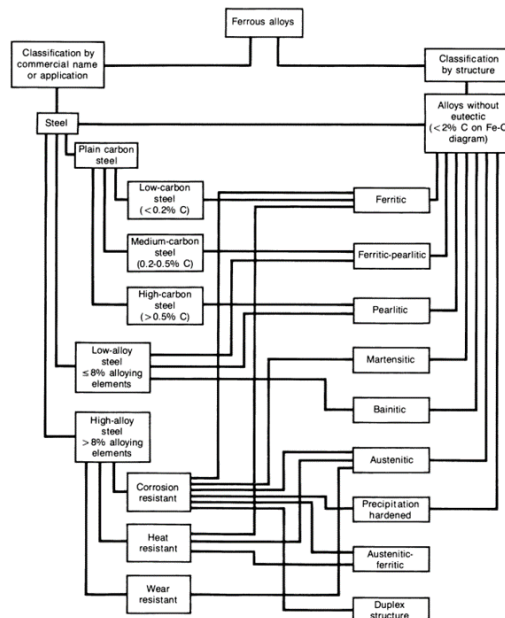 Ferrous alloys
Classification by
commercial name
or application
Classification
by structure
Steel
Alloys without
eutectic
(<2% C on Fe-C
diagram)
Plain carbon
steel
Low-carbon
steel
(<0.2% C)
Ferritic
Medium-carbon
steel
(0.2-0.5% C)
Ferritic-pearlitic
High-carbon
steel
(>0.5% C)
Pearlitic
Low-alloy
steel
≤8% alloying
elements
Martensitic
Bainitic
High-alloy
steel
>8% alloying
elements
Austenitic
Corrosion
resistant
Precipitation
hardened
Heat
resistant
Austenitic-
ferritic
Wear
resistant
Duplex
structure